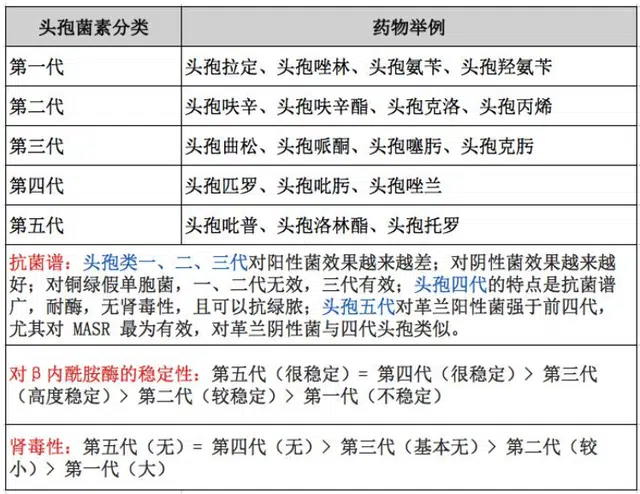 头孢菌素分类 药物举例
第一代 头孢拉定、头孢唑林、头孢氨苄、头孢羟氨苄
第二代 头孢呋辛、头孢呋辛酯、头孢克洛、头孢丙烯
第三代 头孢曲松、头孢哌酮、头孢噻肟、头孢克肟
第四代 头孢匹罗、头孢吡肟、头孢唑兰
第五代 头孢吡普、头孢洛林酯、头孢托罗
抗菌谱：头孢类一、二、三代对阳性菌效果越来越差；对阴性菌效果越来越
好；对铜绿假单胞菌，一、二代无效，三代有效；头孢四代的特点是抗菌谱
广，耐酶，无肾毒性，且可以抗绿脓；头孢五代对革兰阳性菌强于前四代，
尤其对 MASR 最为有效，对革兰阴性菌与四代头孢类似。
对β内酰胺酶的稳定性：第五代（很稳定）= 第四代（很稳定）> 第三代
（高度稳定）> 第二代（较稳定）> 第一代（不稳定）
肾毒性：第五代（无）= 第四代（无）> 第三代（基本无）> 第二代（较
小）> 第一代（大）